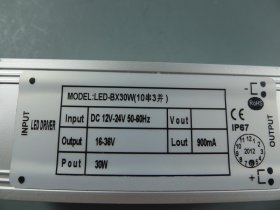 MODEL:LED-BX30W(10串3并)
INPUT
LED DRIVER
Input
DC 12V-24V 50-60Hz
Vout
Output
16-36V
Lout
900mA
Pout
30W
RoHS
CE
IP67
2012
OUTPUT